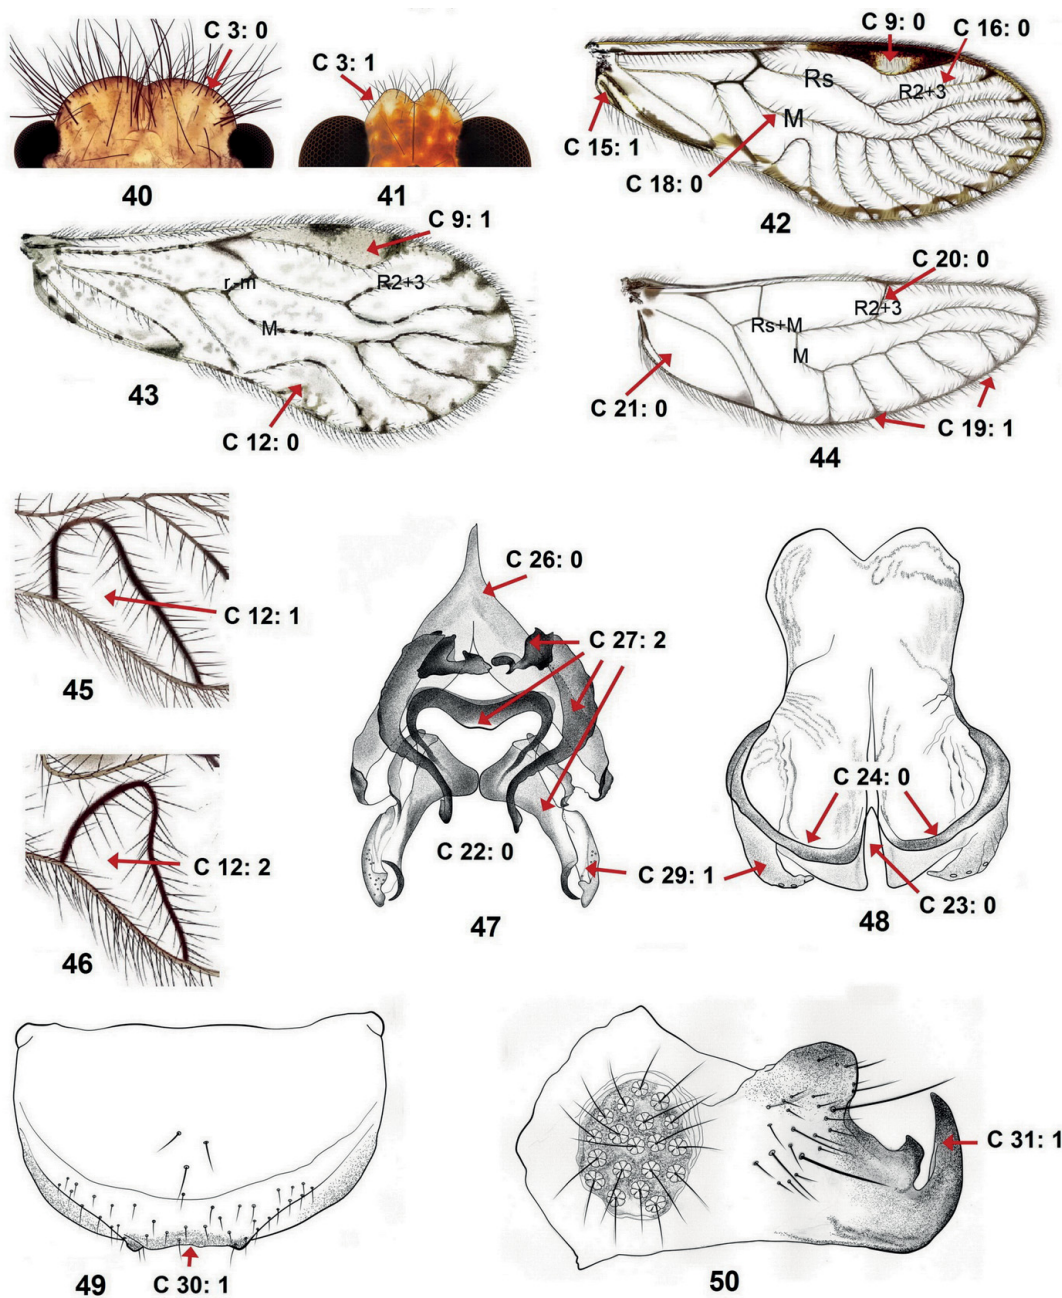 C 3: 0
40
C 3: 1
41
C 9: 0
C 16: 0
Rs
R2+3
M
C 15: 1
C 18: 0
42
C 9: 1
r-m
R2+3
M
C 12: 0
43
C 20: 0
R2+3
Rs+M
M
C 21: 0
C 19: 1
44
C 12: 1
45
C 12: 2
46
C 26: 0
C 27: 2
C 22: 0
C 29: 1
47
C 24: 0
C 23: 0
48
C 30: 1
49
C 31: 1
50